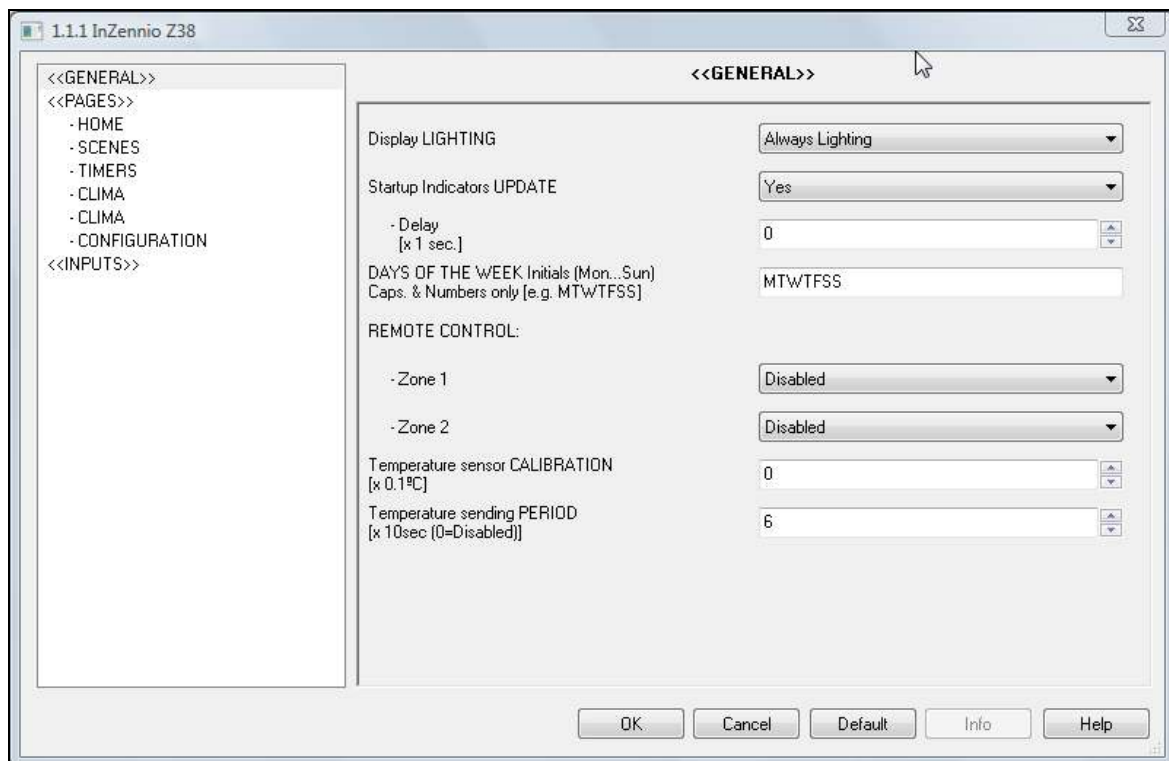 1.1.1 InZennio Z38
<<GENERAL>>
<<PAGES>>
- HOME
- SCENES
- TIMERS
- CLIMA
- CLIMA
- CONFIGURATION
<<INPUTS>>
<<GENERAL>>
Display LIGHTING
Always Lighting
Startup Indicators UPDATE
Yes
- Delay
[x 1 sec.]
0
DAYS OF THE WEEK Initials (Mon...Sun)
Caps. & Numbers only [e.g. MTWTFSS]
MTWTFSS
REMOTE CONTROL:
- Zone 1
Disabled
- Zone 2
Disabled
Temperature sensor CALIBRATION
[x 0.1ºC]
0
Temperature sending PERIOD
[x 10sec (0=Disabled)]
6
OK
Cancel
Default
Info
Help